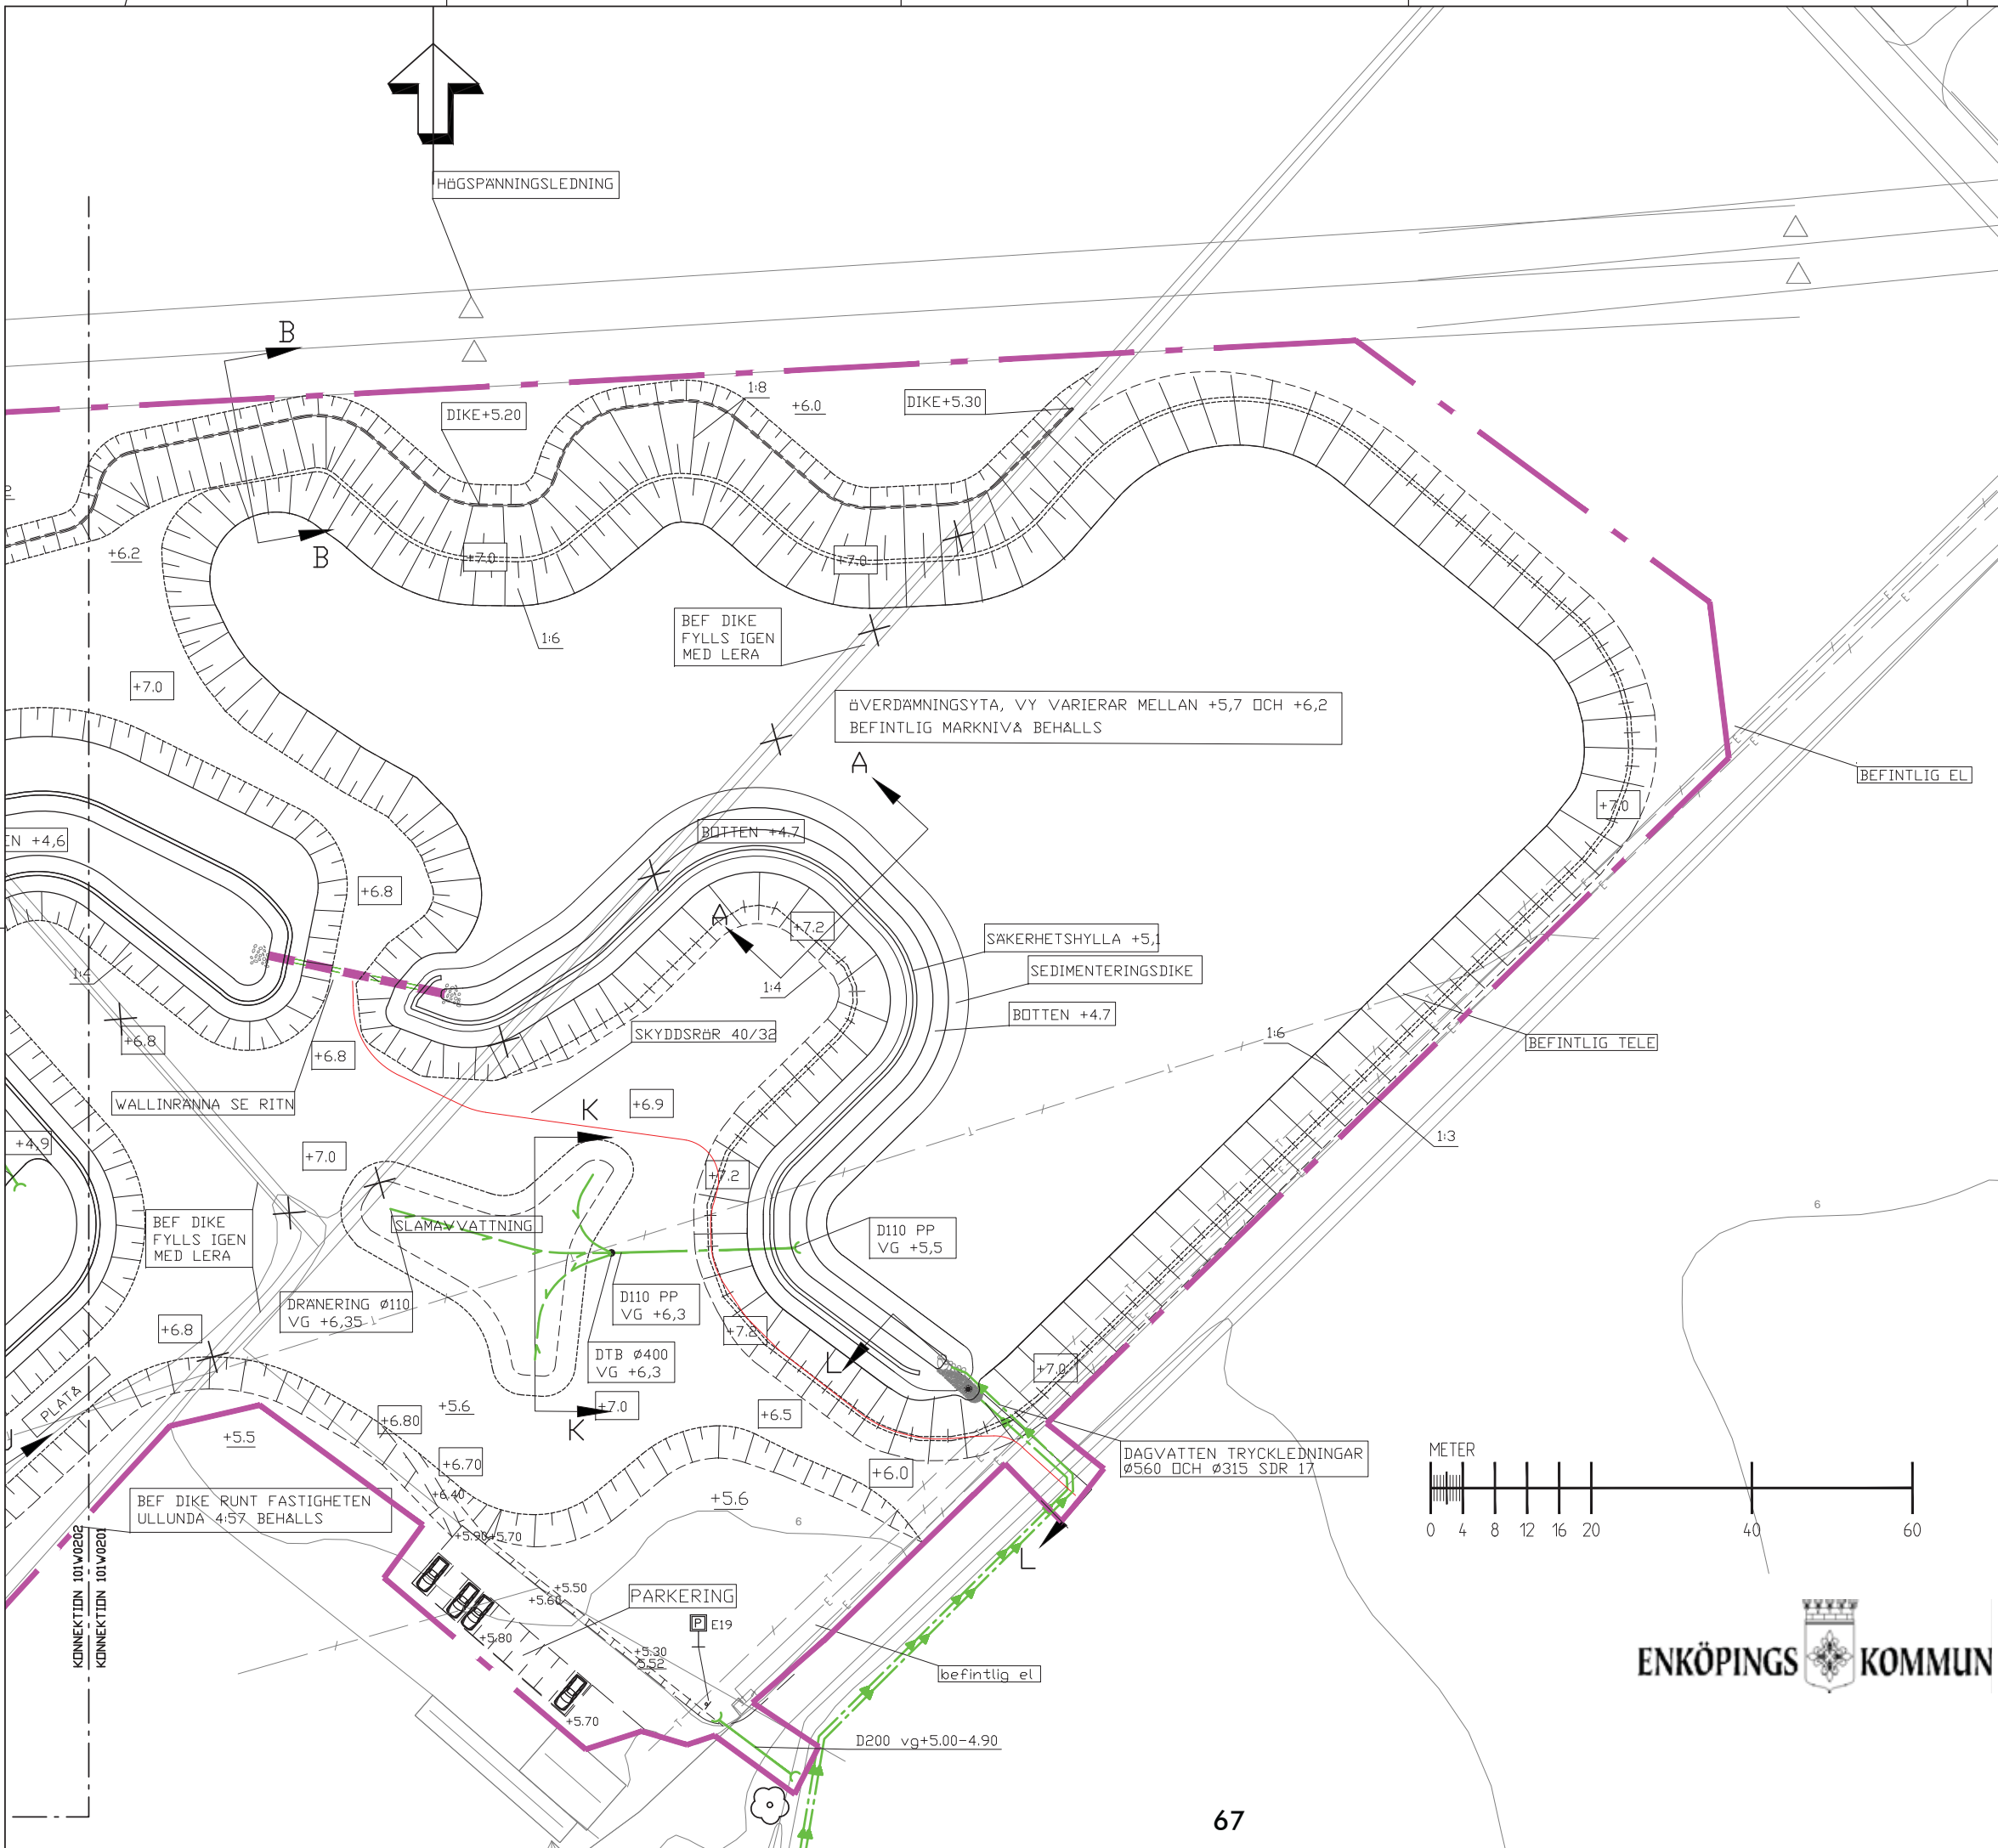 HÖGSPÄNNINGSLEDNING
B
1:8
+6.0
DIKE+5.20
DIKE+5.30
+6.2
B
+7.0
+7.0
1:6
BEF DIKE
FYLLS IGEN
MED LERA
+7.0
ÖVERDÄMNINGSYTA, VY VARIERAR MELLAN +5,7 OCH +6,2
BEFINTLIG MARKNIVÅ BEHÅLLS
A
BEFINTLIG EL
+7.0
BOTTEN +4.7
EN +4,6
+6.8
A
+7.2
SÄKERHETSHYLLA +5,1
SEDIMENTERINGSDIKE
1:4
1:4
BOTTEN +4.7
SKYDDSRÖR 40/32
1:6
+6.8
+6.8
BEFINTLIG TELE
WALLINRÄNNA SE RITN
K
+6.9
+4,9
1:3
+7.0
+7.2
6
BEF DIKE
FYLLS IGEN
MED LERA
SLAMAVVATTNING
D110 PP
VG +5,5
DRÄNERING Ø110
VG +6,35
D110 PP
VG +6,3
+6.8
+7.2
DTB Ø400
VG +6,3
L
+7.0
PLATÅ
+5.6
+7.0
+6.5
+6.80
K
+5.5
DAGVATTEN TRYCKLEDNINGAR
Ø560 OCH Ø315 SDR 17
METER
+6.70
+6.0
+6.40
+5.6
BEF DIKE RUNT FASTIGHETEN
ULLUNDA 4:57 BEHÅLLS
6
0 4 8 12 16 20 40 60
+5.90
+5.70
L
KONNEKTION 101W0202
KONNEKTION 101W0201
+5.50
+5.60
PARKERING
P E19
+5.80
+5.30
5.52
befintlig el
ENKÖPINGS KOMMUN
+5.70
D200 vg+5.00-4.90
67